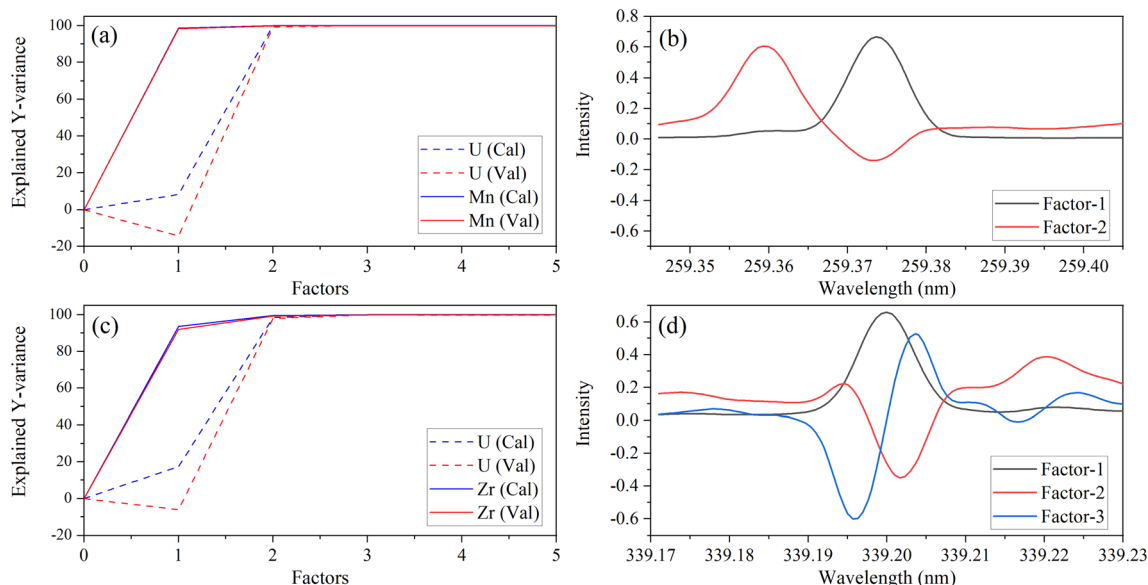 (a)
Explained Y-variance
100
80
60
40
20
0
-20
0 1 2 3 4 5
Factors
U (Cal)
U (Val)
Mn (Cal)
Mn (Val)
(b)
Intensity
0.8
0.6
0.4
0.2
0.0
-0.2
-0.4
-0.6
259.35 259.36 259.37 259.38 259.39 259.40
Wavelength (nm)
Factor-1
Factor-2
(c)
Explained Y-variance
100
80
60
40
20
0
-20
0 1 2 3 4 5
Factors
U (Cal)
U (Val)
Zr (Cal)
Zr (Val)
(d)
Intensity
0.6
0.4
0.2
0.0
-0.2
-0.4
-0.6
339.17 339.18 339.19 339.20 339.21 339.22 339.23
Wavelength (nm)
Factor-1
Factor-2
Factor-3